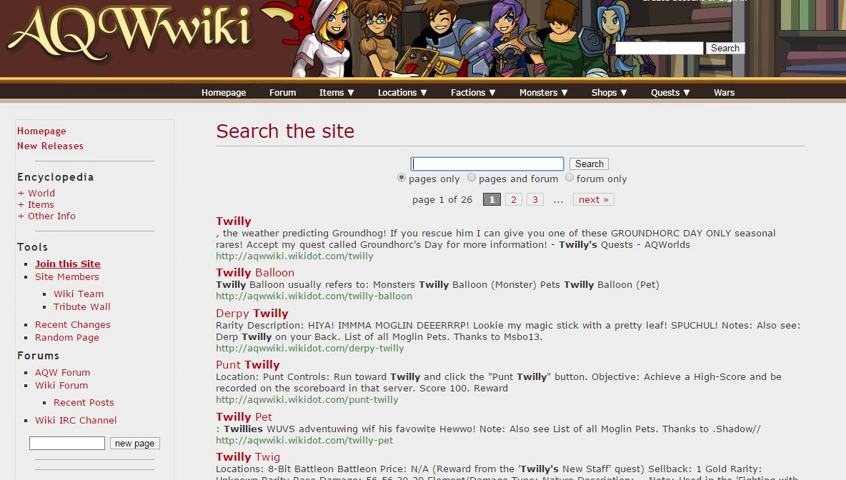 AQWwiki
Search
Homepage Forum Items ▼ Locations ▼ Factions ▼ Monsters ▼ Shops ▼ Quests ▼ Wars
Homepage
New Releases
Encyclopedia
+ World
+ Items
+ Other Info
Tools
Join this Site
Site Members
Wiki Team
Tribute Wall
Recent Changes
Random Page
Forums
AQW Forum
Wiki Forum
Recent Posts
Wiki IRC Channel
new page
Search the site
Search
pages only pages and forum forum only
page 1 of 26 1 2 3 ... next »
Twilly
, the weather predicting Groundhog! If you rescue him I can give you one of these GROUNDHORC DAY ONLY seasonal
rares! Accept my quest called Groundhorc's Day for more information! - Twilly's Quests - AQWorlds
http://aqwwiki.wikidot.com/twilly
Twilly Balloon
Twilly Balloon usually refers to: Monsters Twilly Balloon (Monster) Pets Twilly Balloon (Pet)
http://aqwwiki.wikidot.com/twilly-balloon
Derpy Twilly
Rarity Description: HIYA! IMMMA MOGLIN DEEERRRP! Lookie my magic stick with a pretty leaf! SPUCHUL! Notes: Also see:
Derp Twilly on your Back. List of all Moglin Pets. Thanks to Msbo13.
http://aqwwiki.wikidot.com/derpy-twilly
Punt Twilly
Location: Punt Controls: Run toward Twilly and click the "Punt Twilly" button. Objective: Achieve a High-Score and be
recorded on the scoreboard in that server. Score 100. Reward
http://aqwwiki.wikidot.com/punt-twilly
Twilly Pet
: Twillies WUVS adventuwing wif his favowite Hewwo! Note: Also see List of all Moglin Pets. Thanks to .Shadow//
http://aqwwiki.wikidot.com/twilly-pet
Twilly Twig
Locations: 8-Bit Battleon Battleon Price: N/A (Reward from the 'Twilly's New Staff' quest) Sellback: 1 Gold Rarity: